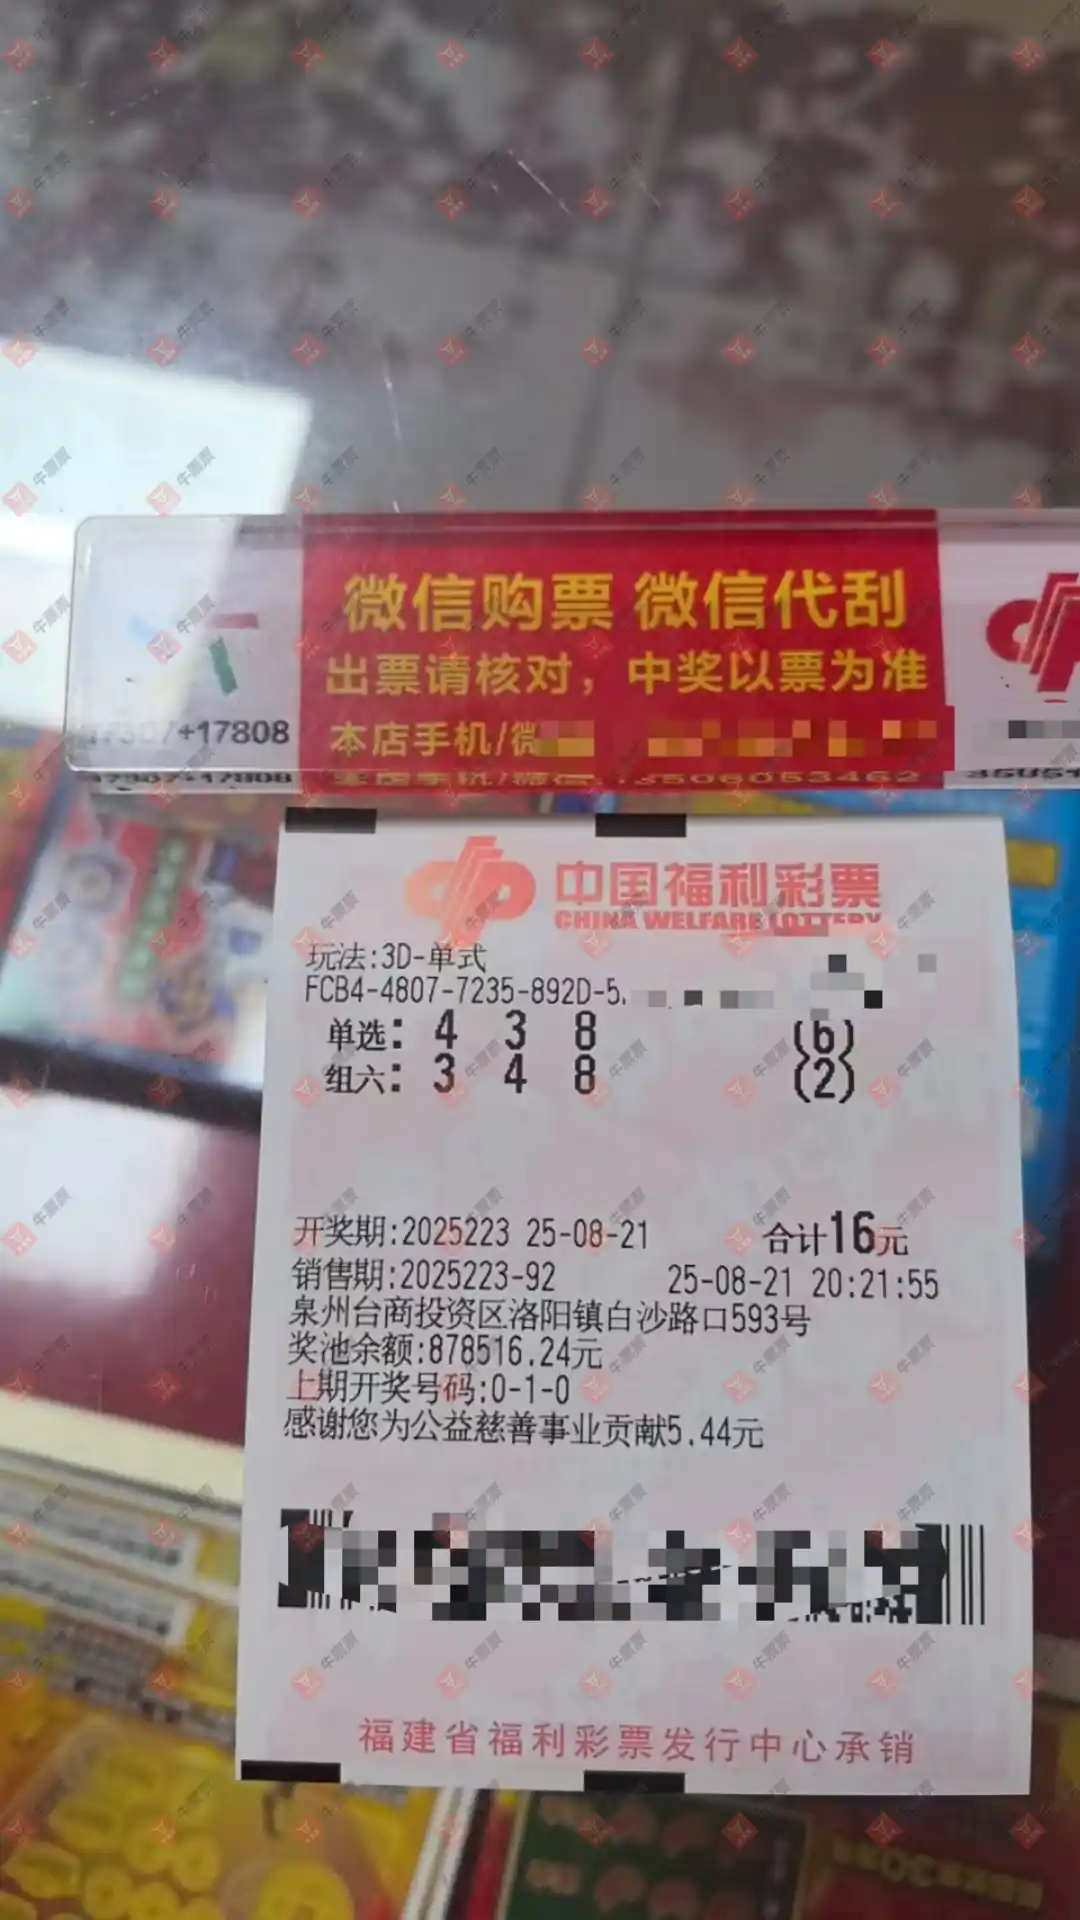 微信购票 微信代刮
出票请核对，中奖以票为准
17307+17808
本店手机/微
中国福利彩票
CHINA WELFARE LOTTERY
玩法:3D-单式
FCB4-4807-7235-892D-5
单选: 4 3 8 (6)
组六: 3 4 8 (2)
开奖期:2025223 25-08-21 合计16元
销售期:2025223-92 25-08-21 20:21:55
泉州台商投资区洛阳镇白沙路口593号
奖池余额:878516.24元
上期开奖号码:0-1-0
感谢您为公益慈善事业贡献5.44元
福建省福利彩票发行中心承销
牛票票